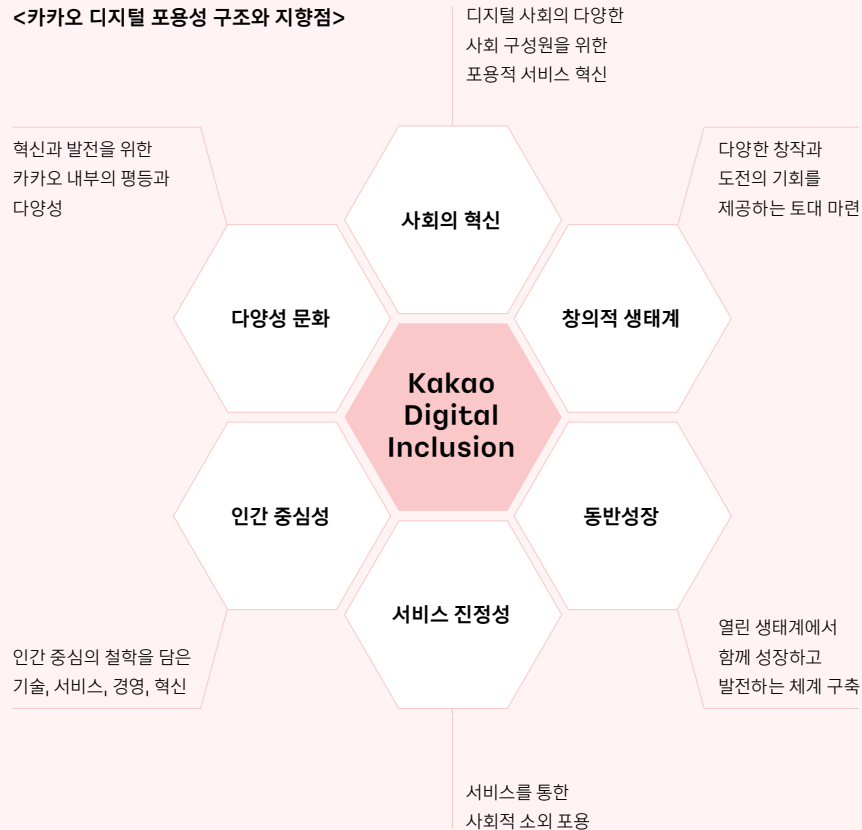 <카카오 디지털 포용성 구조와 지향점>
디지털 사회의 다양한
사회 구성원을 위한
포용적 서비스 혁신
혁신과 발전을 위한
카카오 내부의 평등과
다양성
다양한 창작과
도전의 기회를
제공하는 토대 마련
사회의 혁신
다양성 문화
창의적 생태계
Kakao
Digital
Inclusion
인간 중심성
동반성장
서비스 진정성
인간 중심의 철학을 담은
기술, 서비스, 경영, 혁신
열린 생태계에서
함께 성장하고
발전하는 체계 구축
서비스를 통한
사회적 소외 포용